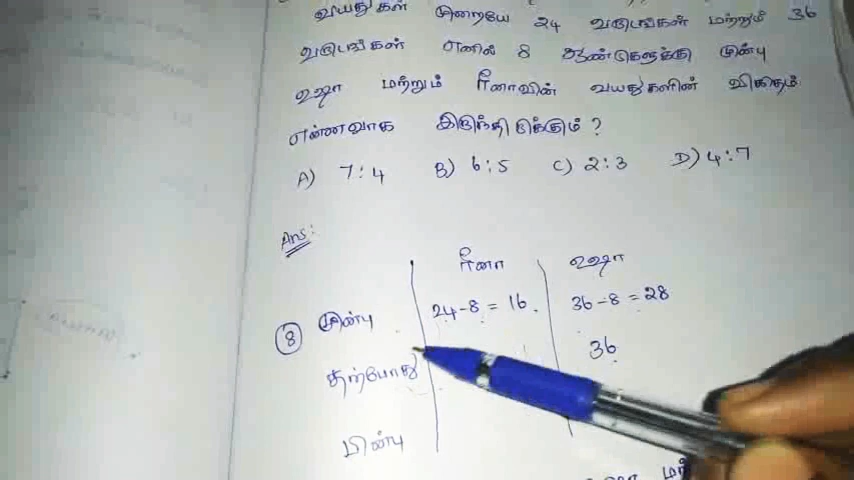 வயதுகள் முறையே 24 வருடங்கள் மற்றும் 36
வருடங்கள் எனில் 8 ஆண்டுகளுக்கு முன்பு
உஷா மற்றும் ரீனாவின் வயதுகளின் விகிதம்
என்னவாக இருந்திருக்கும்?
A) 7:4 B) 6:5 C) 2:3 D) 4:7
Ans:
ரீனா உஷா
8 முன்பு 24-8 = 16. 36-8 = 28
36
தற்போது
பின்பு